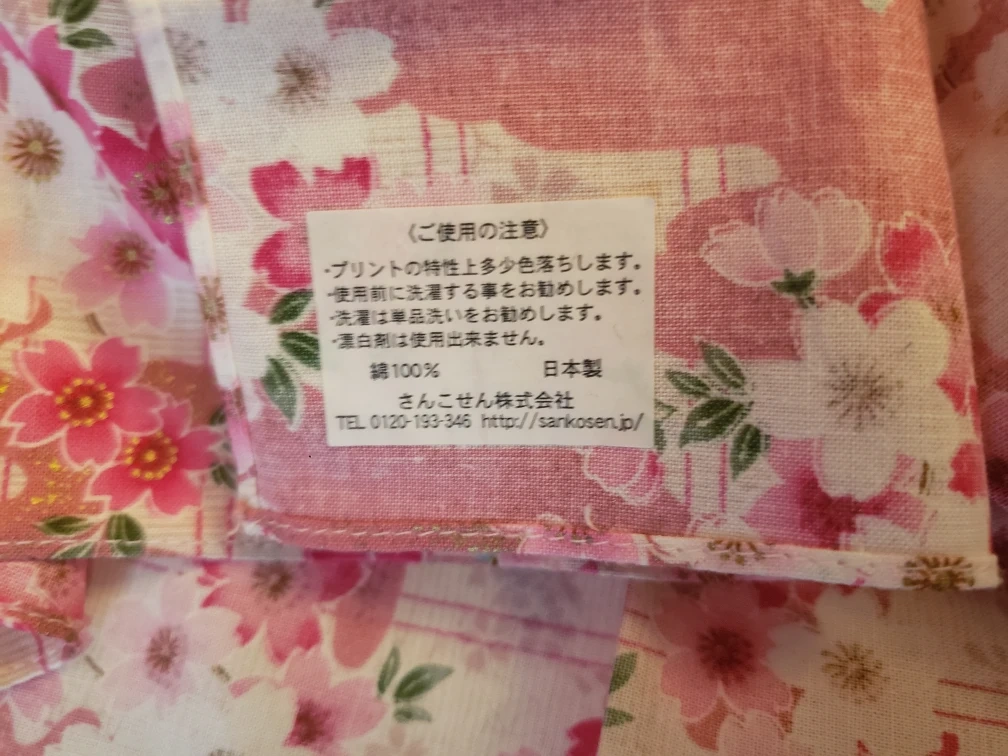 《ご使用の注意》
・プリントの特性上多少色落ちします。
・使用前に洗濯する事をお勧めします。
・洗濯は単品洗いをお勧めします。
・漂白剤は使用出来ません。
綿100% 日本製
さんこせん株式会社
TEL 0120-193-346 http://sankosen.jp/